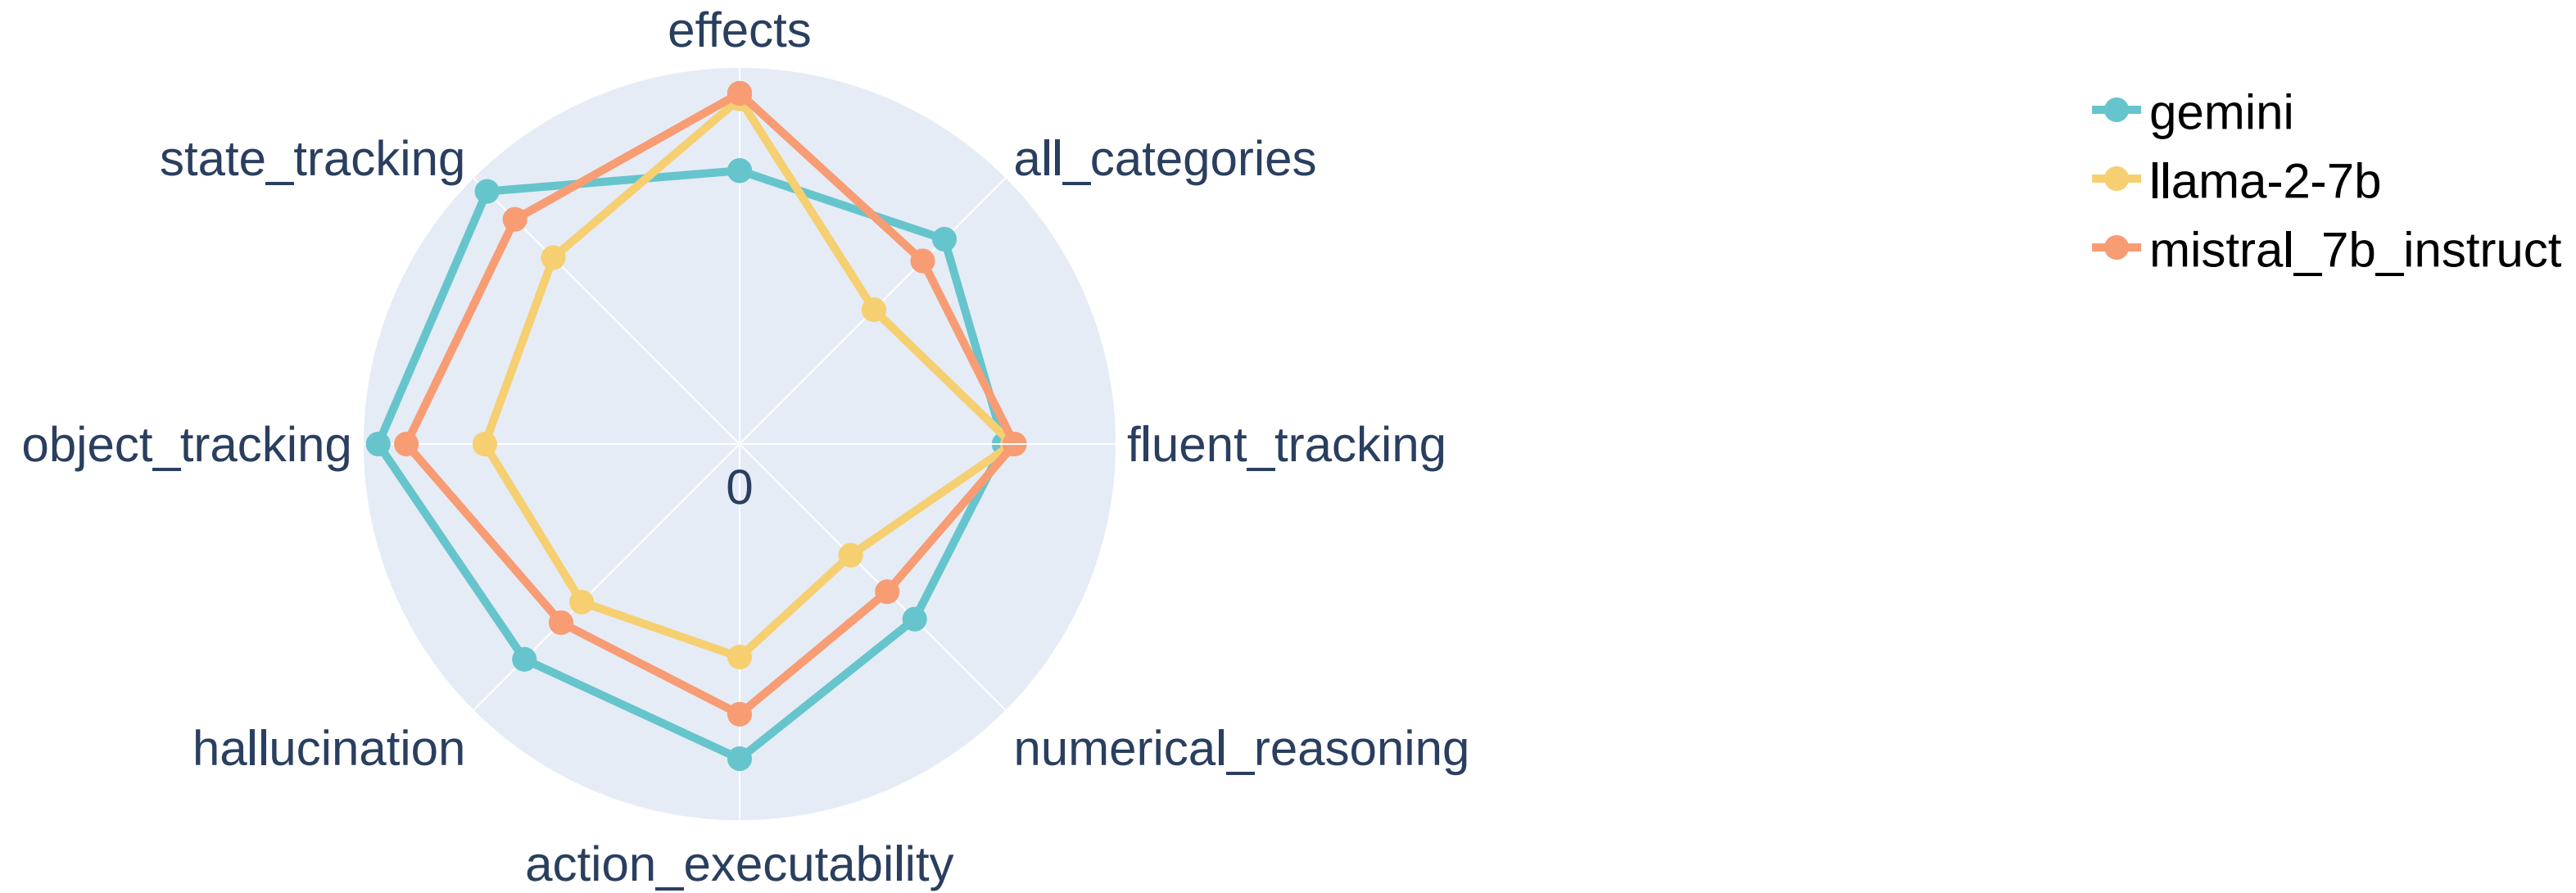 effects
state_tracking
all_categories
object_tracking
fluent_tracking
0
hallucination
numerical_reasoning
action_executability
gemini
llama-2-7b
mistral_7b_instruct